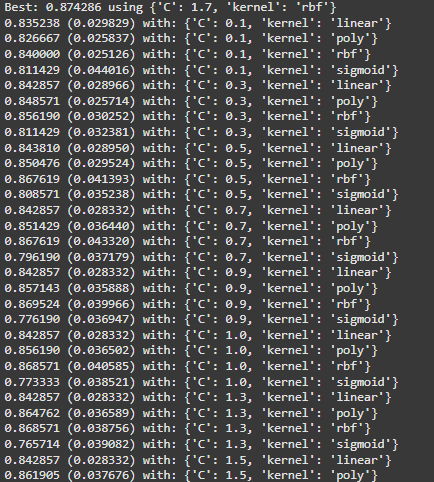 Best: 0.874286 using {'C': 1.7, 'kernel': 'rbf'}
0.835238 (0.029829) with: {'C': 0.1, 'kernel': 'linear'}
0.826667 (0.025837) with: {'C': 0.1, 'kernel': 'poly'}
0.840000 (0.025126) with: {'C': 0.1, 'kernel': 'rbf'}
0.811429 (0.044016) with: {'C': 0.1, 'kernel': 'sigmoid'}
0.842857 (0.028966) with: {'C': 0.3, 'kernel': 'linear'}
0.848571 (0.025714) with: {'C': 0.3, 'kernel': 'poly'}
0.856190 (0.030252) with: {'C': 0.3, 'kernel': 'rbf'}
0.811429 (0.032381) with: {'C': 0.3, 'kernel': 'sigmoid'}
0.843810 (0.028950) with: {'C': 0.5, 'kernel': 'linear'}
0.850476 (0.029524) with: {'C': 0.5, 'kernel': 'poly'}
0.867619 (0.041393) with: {'C': 0.5, 'kernel': 'rbf'}
0.808571 (0.035238) with: {'C': 0.5, 'kernel': 'sigmoid'}
0.842857 (0.028332) with: {'C': 0.7, 'kernel': 'linear'}
0.851429 (0.036440) with: {'C': 0.7, 'kernel': 'poly'}
0.867619 (0.043320) with: {'C': 0.7, 'kernel': 'rbf'}
0.796190 (0.037179) with: {'C': 0.7, 'kernel': 'sigmoid'}
0.842857 (0.028332) with: {'C': 0.9, 'kernel': 'linear'}
0.857143 (0.035888) with: {'C': 0.9, 'kernel': 'poly'}
0.869524 (0.039966) with: {'C': 0.9, 'kernel': 'rbf'}
0.776190 (0.036947) with: {'C': 0.9, 'kernel': 'sigmoid'}
0.842857 (0.028332) with: {'C': 1.0, 'kernel': 'linear'}
0.856190 (0.036502) with: {'C': 1.0, 'kernel': 'poly'}
0.868571 (0.040585) with: {'C': 1.0, 'kernel': 'rbf'}
0.773333 (0.038521) with: {'C': 1.0, 'kernel': 'sigmoid'}
0.842857 (0.028332) with: {'C': 1.3, 'kernel': 'linear'}
0.864762 (0.036589) with: {'C': 1.3, 'kernel': 'poly'}
0.868571 (0.038756) with: {'C': 1.3, 'kernel': 'rbf'}
0.765714 (0.039082) with: {'C': 1.3, 'kernel': 'sigmoid'}
0.842857 (0.028332) with: {'C': 1.5, 'kernel': 'linear'}
0.861905 (0.037676) with: {'C': 1.5, 'kernel': 'poly'}